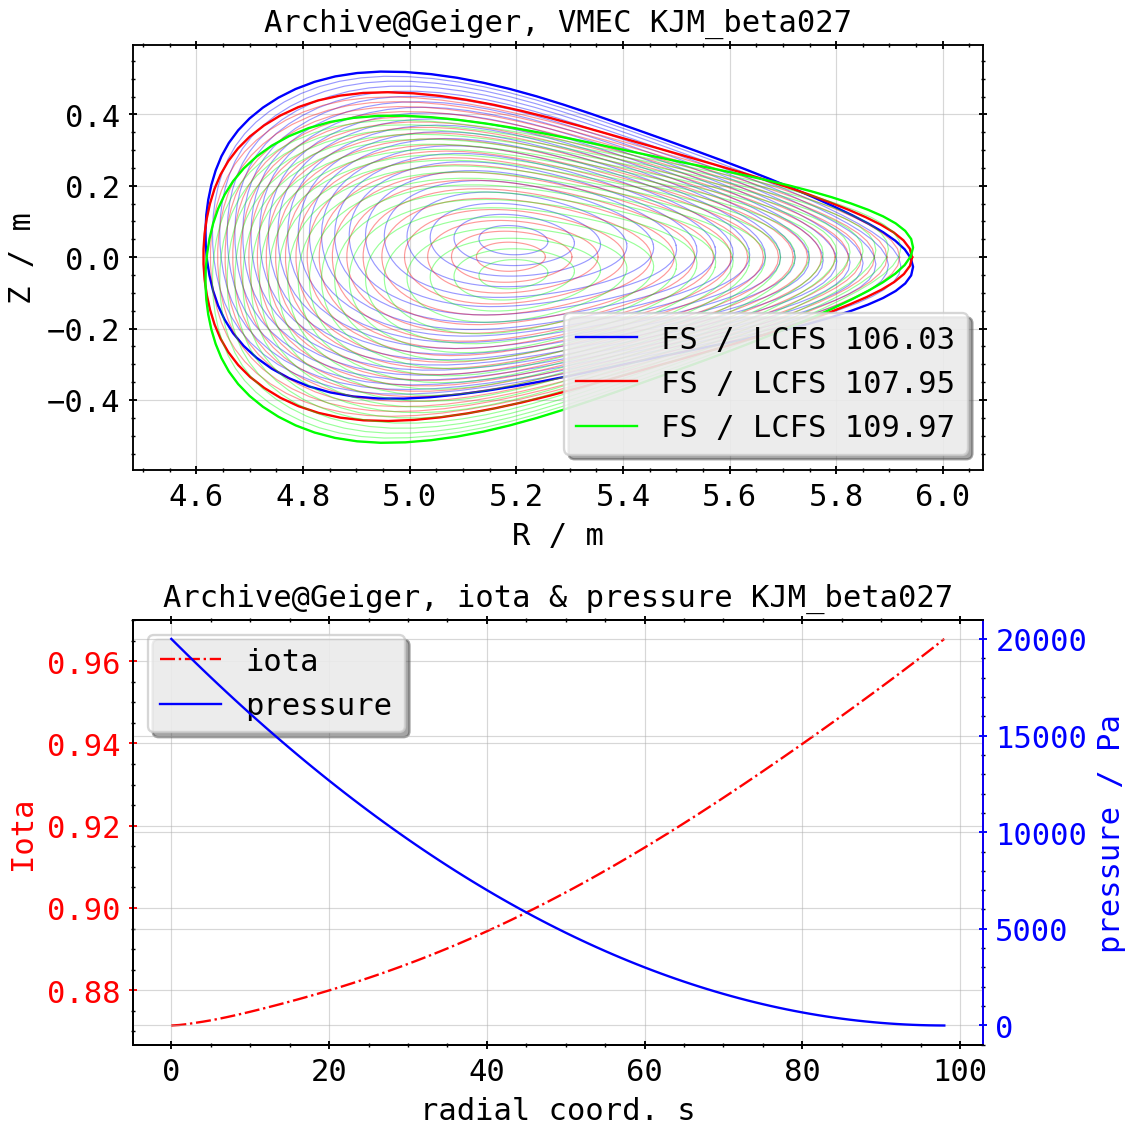 Archive@Geiger, VMEC KJM_beta027
0.4
0.2
0.0
−0.2
−0.4
Z / m
FS / LCFS 106.03
FS / LCFS 107.95
FS / LCFS 109.97
4.6 4.8 5.0 5.2 5.4 5.6 5.8 6.0
R / m
Archive@Geiger, iota & pressure KJM_beta027
iota
pressure
0.96
0.94
0.92
0.90
0.88
Iota
20000
15000
10000
5000
0
pressure / Pa
0 20 40 60 80 100
radial coord. s